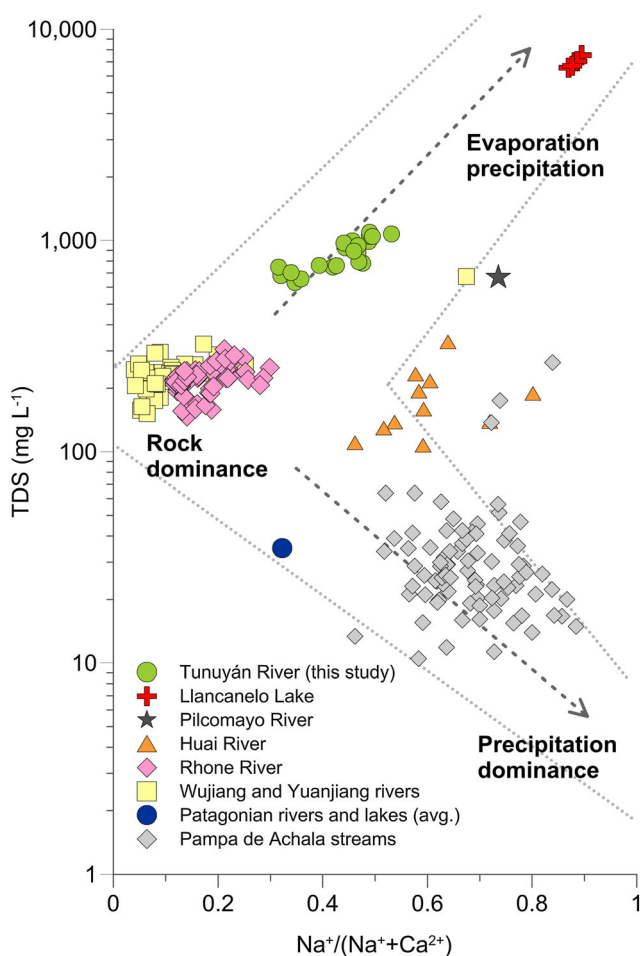 10,000
Evaporation
precipitation
1,000
TDS (mg L⁻¹)
Rock
dominance
100
10
Tunuyán River (this study)
Llancanelo Lake
Pilcomayo River
Huai River
Rhone River
Wujiang and Yuanjiang rivers
Patagonian rivers and lakes (avg.)
Pampa de Achala streams
Precipitation
dominance
1
0 0.2 0.4 0.6 0.8 1
Na⁺/(Na⁺+Ca²⁺)